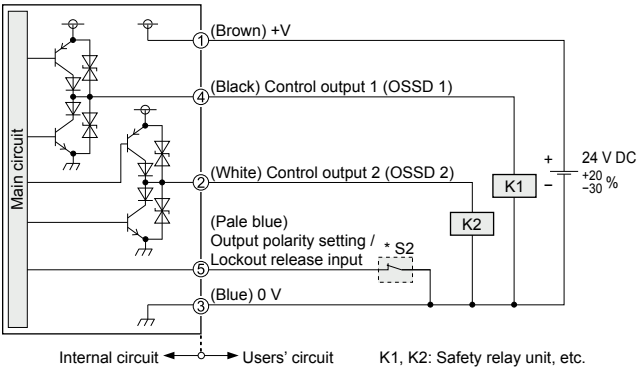 Main circuit
(Brown) +V
1
(Black) Control output 1 (OSSD 1)
4
(White) Control output 2 (OSSD 2)
2
(Pale blue)
Output polarity setting /
Lockout release input
5
* S2
(Blue) 0 V
3
K1
K2
+
−
24 V DC
+20
−30 %
Internal circuit
Users' circuit
K1, K2: Safety relay unit, etc.